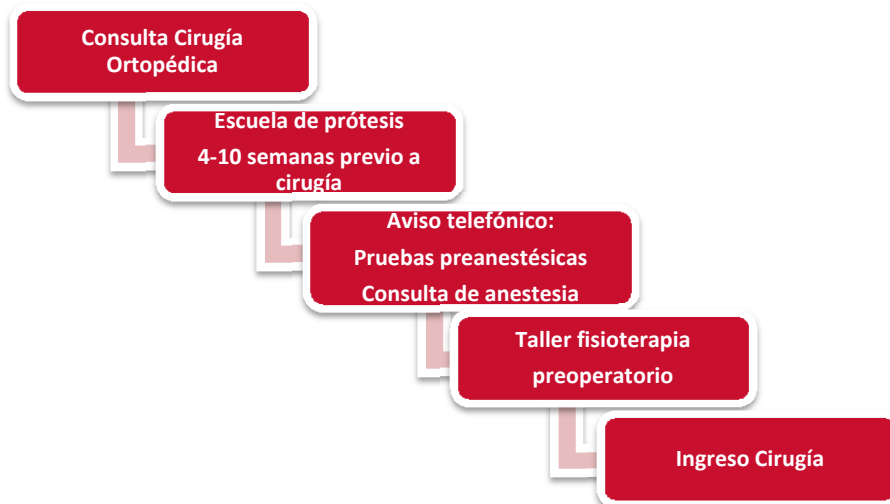 Consulta Cirugía
Ortopédica
Escuela de prótesis
4-10 semanas previo a
cirugía
Aviso telefónico:
Pruebas preanestésicas
Consulta de anestesia
Taller fisioterapia
preoperatorio
Ingreso Cirugía